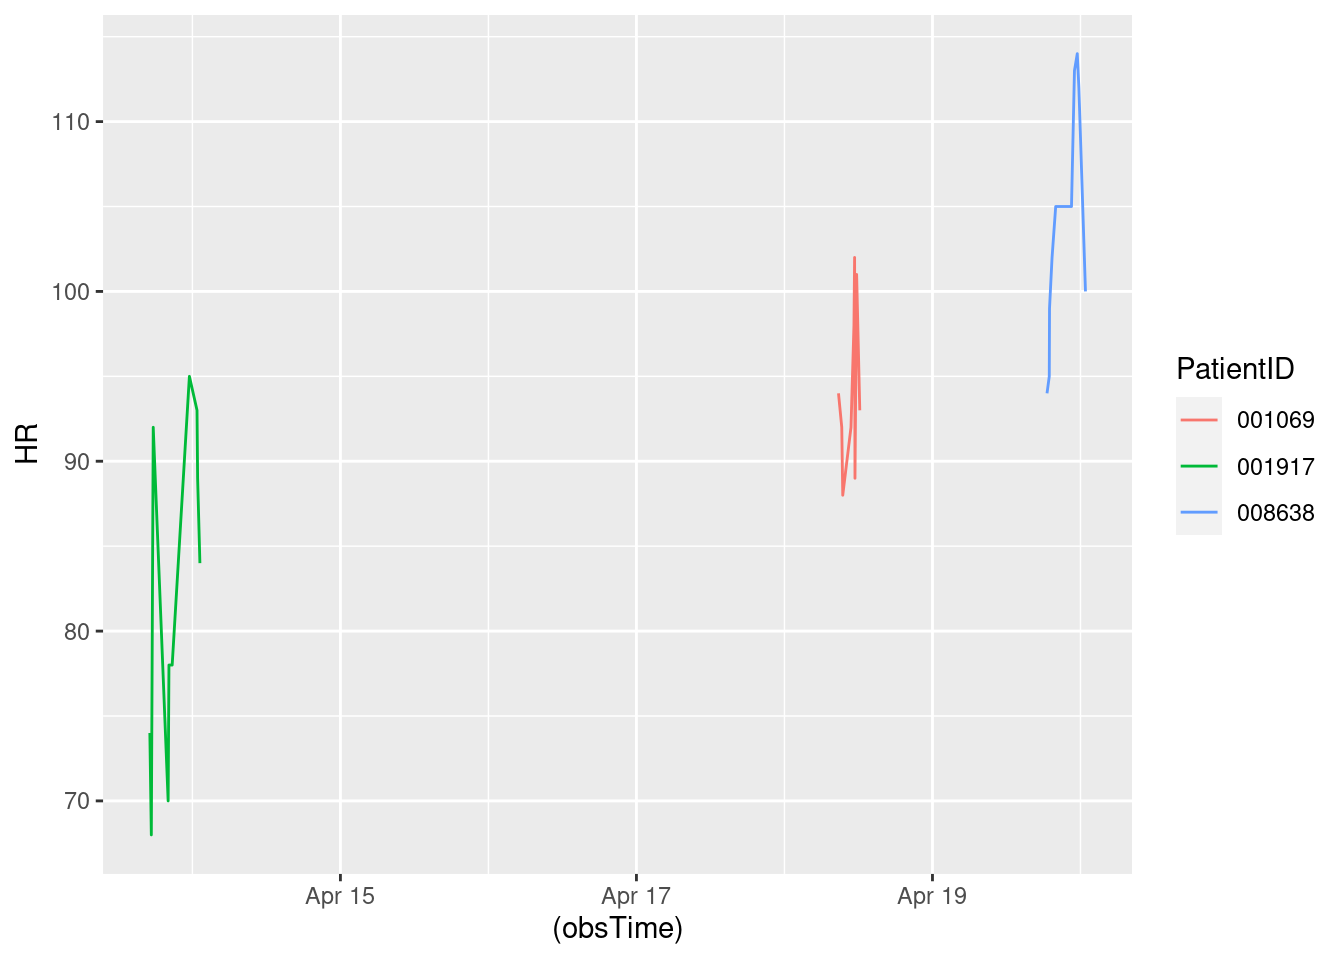 HR
110
100
90
80
70
Apr 15
Apr 17
Apr 19
(obsTime)
PatientID
001069
001917
008638